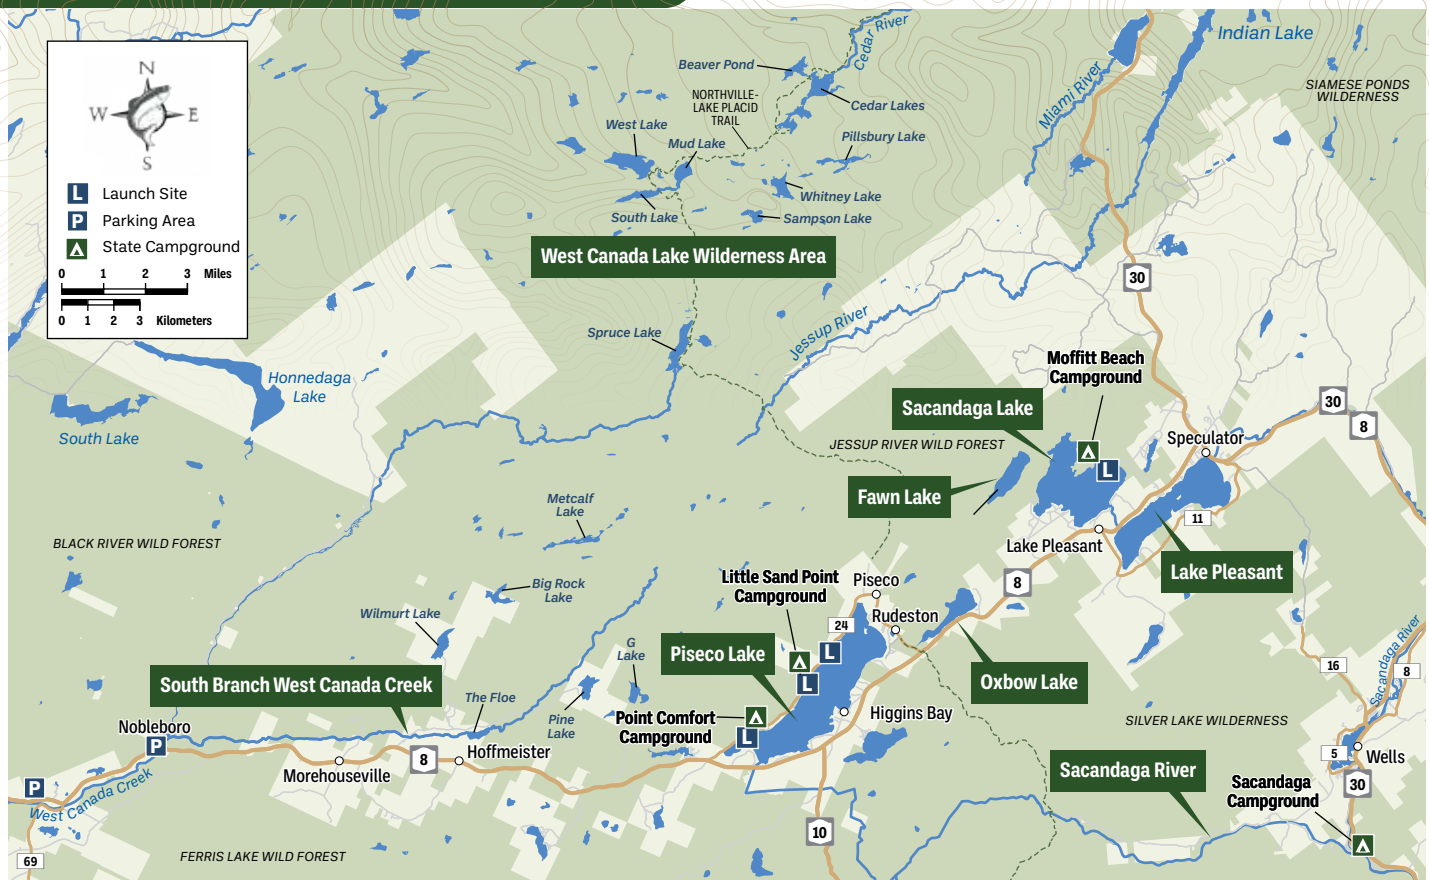 N
W E
S
L Launch Site
P Parking Area
State Campground
0 1 2 3 Miles
0 1 2 3 Kilometers
Cedar River
Indian Lake
Beaver Pond
Miami River
SIAMESE PONDS
WILDERNESS
NORTHVILLE-
LAKE PLACID
TRAIL
Cedar Lakes
West Lake
Mud Lake
Pillsbury Lake
Whitney Lake
South Lake
Sampson Lake
West Canada Lake Wilderness Area
30
Spruce Lake
Jessup River
Honnedaga
Lake
South Lake
Moffitt Beach
Campground
Sacandaga Lake
30
8
JESSUP RIVER WILD FOREST
Speculator
L
Fawn Lake
Metcalf
Lake
11
BLACK RIVER WILD FOREST
Lake Pleasant
Lake Pleasant
Little Sand Point
Campground
Piseco
8
Big Rock
Lake
Wilmurt Lake
24
Rudeston
G
Lake
L
Piseco Lake
16
8
Sacandaga River
South Branch West Canada Creek
L
Oxbow Lake
The Floe
Pine
Lake
Point Comfort
Campground
Higgins Bay
SILVER LAKE WILDERNESS
Nobleboro
P
L
Hoffmeister
8
Morehouseville
5
Wells
Sacandaga River
Sacandaga
Campground
30
P
West Canada Creek
10
FERRIS LAKE WILD FOREST
69